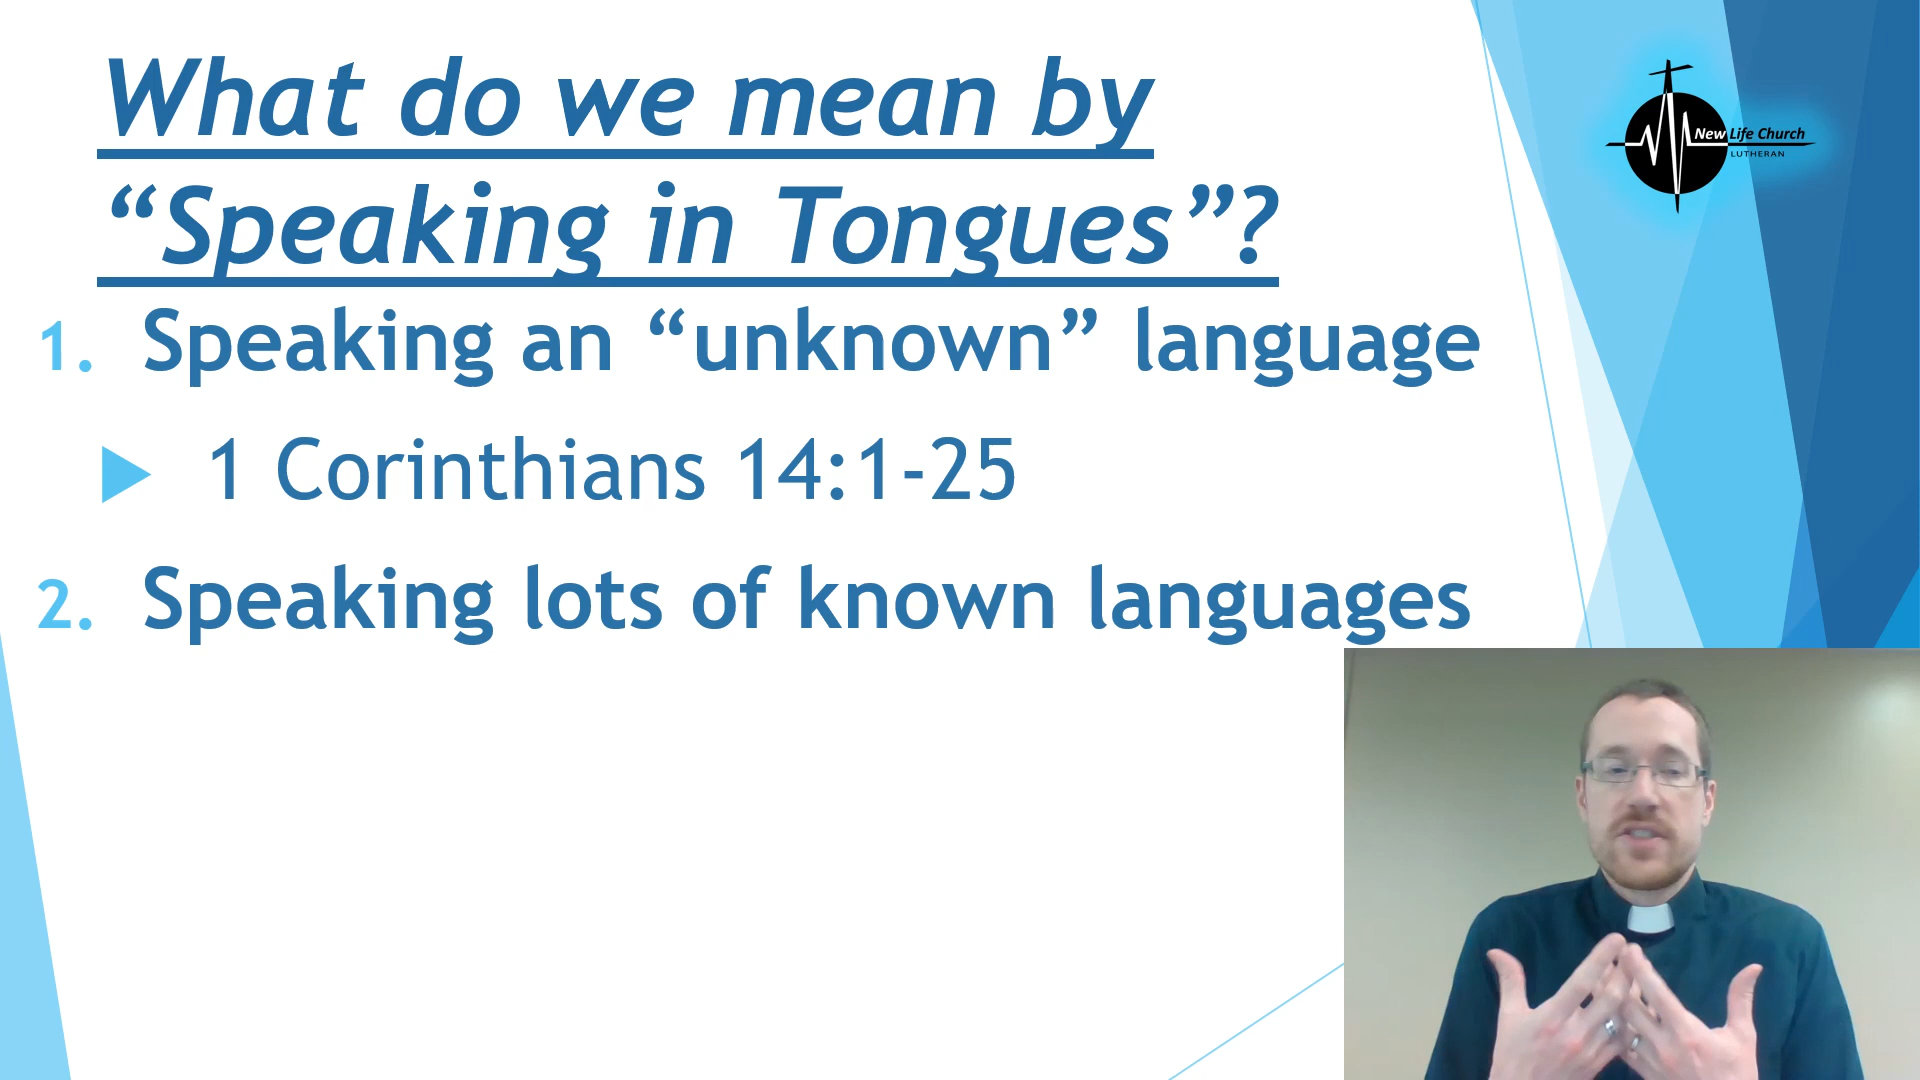 What do we mean by
“Speaking in Tongues”?
New Life Church
LUTHERAN
1. Speaking an “unknown” language
1 Corinthians 14:1-25
2. Speaking lots of known languages